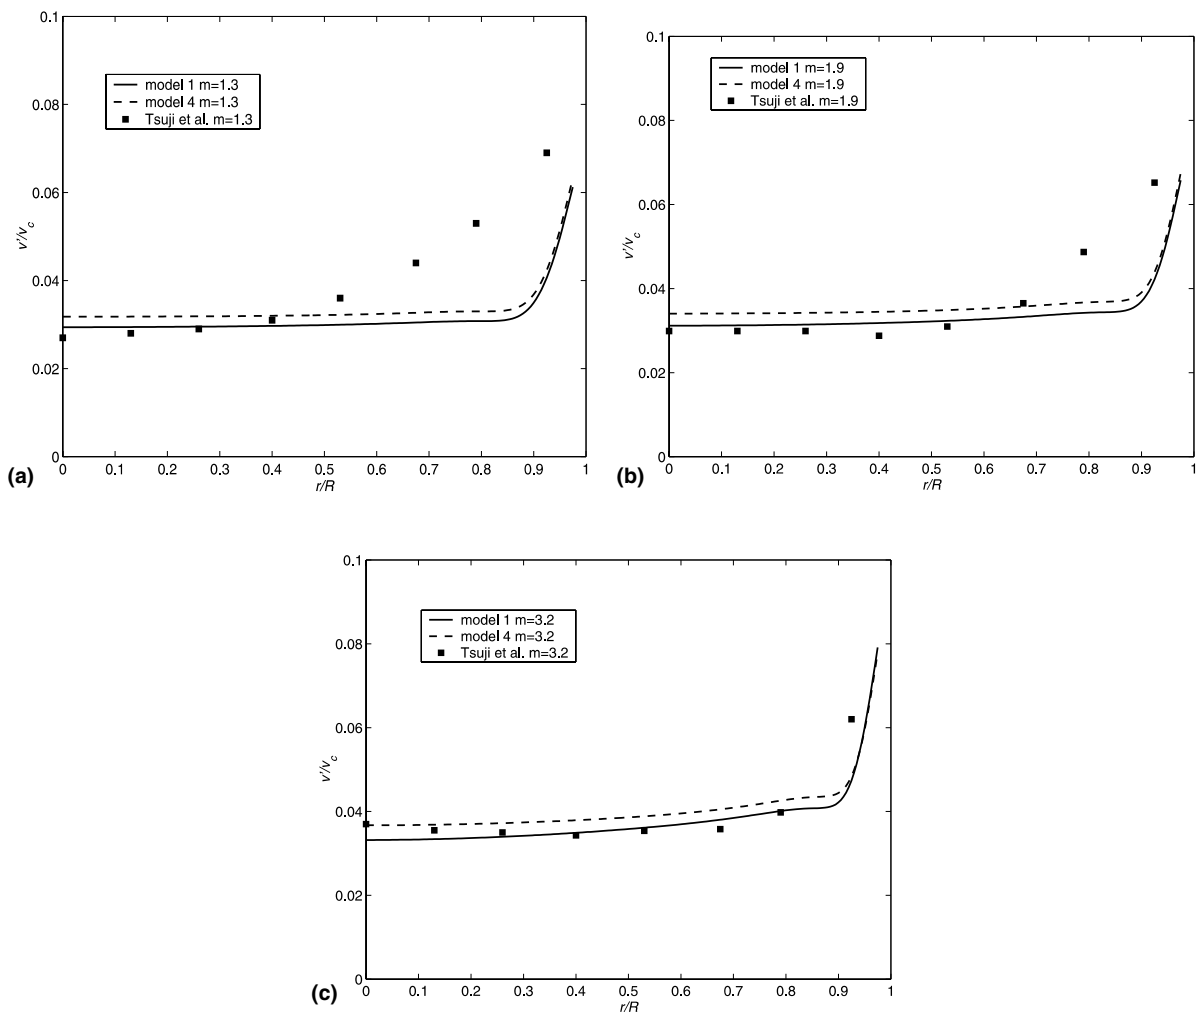 0.1
0.08
0.06
0.04
0.02
0
v'/v_c
model 1 m=1.3
model 4 m=1.3
Tsuji et al. m=1.3
0 0.1 0.2 0.3 0.4 0.5 0.6 0.7 0.8 0.9 1
r/R
(a)
0.1
0.08
0.06
0.04
0.02
0
v'/v_c
model 1 m=1.9
model 4 m=1.9
Tsuji et al. m=1.9
0 0.1 0.2 0.3 0.4 0.5 0.6 0.7 0.8 0.9 1
r/R
(b)
0.1
0.08
0.06
0.04
0.02
0
v'/v_c
model 1 m=3.2
model 4 m=3.2
Tsuji et al. m=3.2
0 0.1 0.2 0.3 0.4 0.5 0.6 0.7 0.8 0.9 1
r/R
(c)